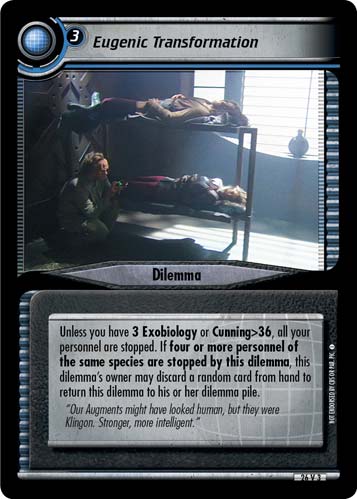 3
Eugenic Transformation
Dilemma
Unless you have 3 Exobiology or Cunning>36, all your
personnel are stopped. If four or more personnel of
the same species are stopped by this dilemma, this
dilemma's owner may discard a random card from hand to
return this dilemma to his or her dilemma pile.
"Our Augments might have looked human, but they were
Klingon. Stronger, more intelligent."
NOT ENDORSED BY CBS OR PAR. PIC.
24 V 3